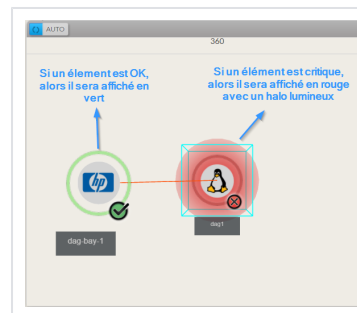 AUTO
360
Si un élement est OK,
alors il sera affiché en
vert
Si un élément est critique,
alors il sera affiché en rouge
avec un halo lumineux
hp
dag-bay-1
dag1